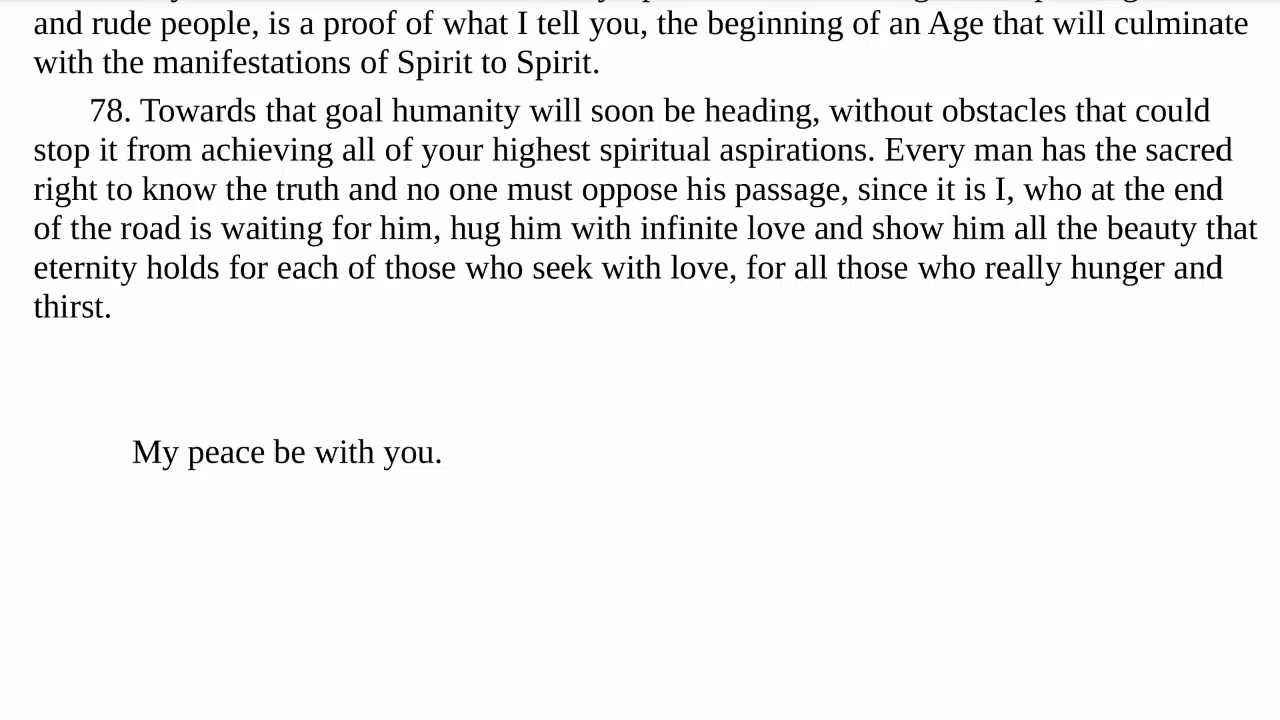 and rude people, is a proof of what I tell you, the beginning of an Age that will culminate
with the manifestations of Spirit to Spirit.
78. Towards that goal humanity will soon be heading, without obstacles that could
stop it from achieving all of your highest spiritual aspirations. Every man has the sacred
right to know the truth and no one must oppose his passage, since it is I, who at the end
of the road is waiting for him, hug him with infinite love and show him all the beauty that
eternity holds for each of those who seek with love, for all those who really hunger and
thirst.
My peace be with you.